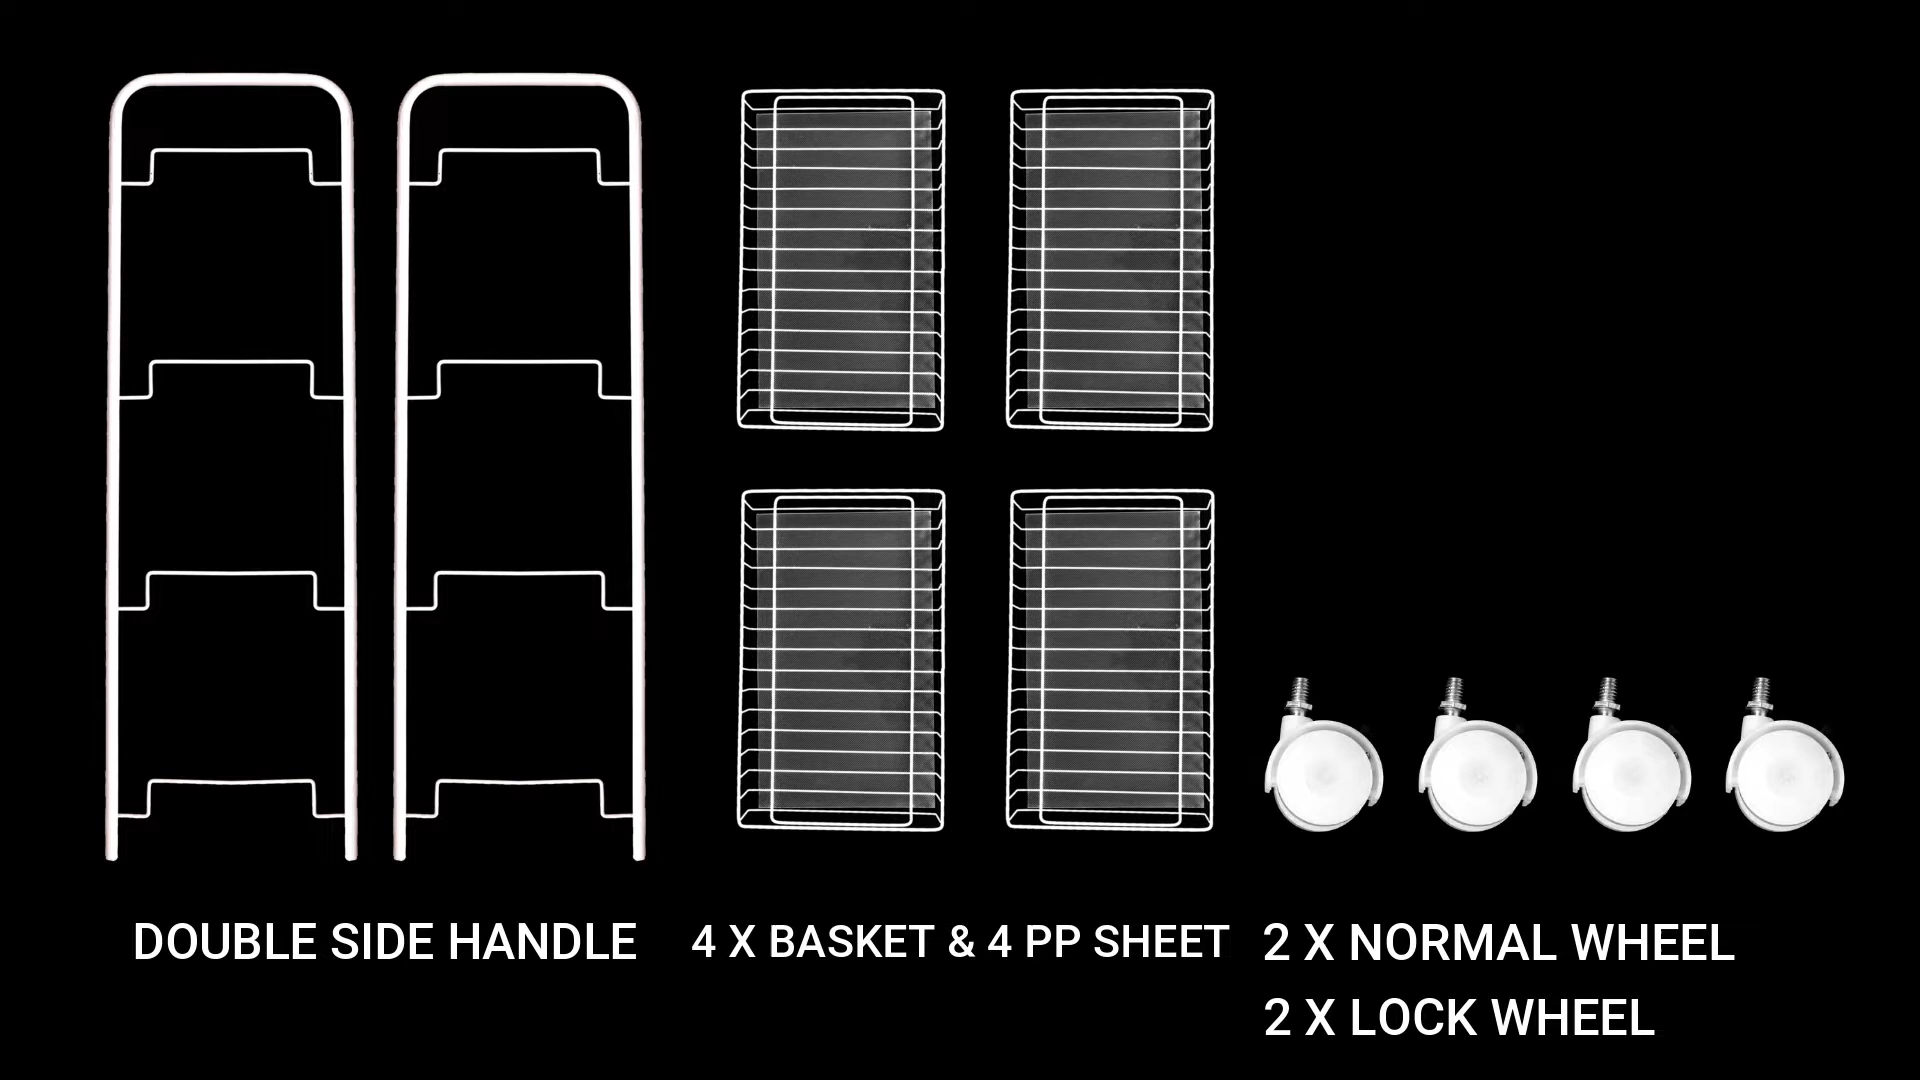 DOUBLE SIDE HANDLE
4 X BASKET & 4 PP SHEET
2 X NORMAL WHEEL
2 X LOCK WHEEL